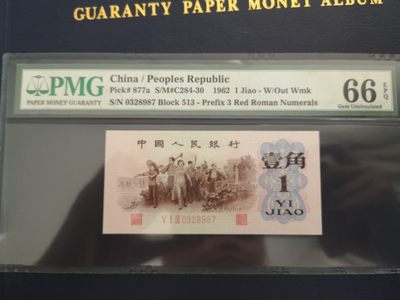 GUARANTY PAPER MONEY ALBUM
PMG
PAPER MONEY GUARANTY
China / Peoples Republic
Pick# 877a S/M#C284-30 1962 1 Jiao - W/Out Wmk
S/N 0328987 Block 513 - Prefix 3 Red Roman Numerals
66 EPQ
Gem Uncirculated
中國人民銀行
壹角
1
YI
JIAO
V I III 0328987